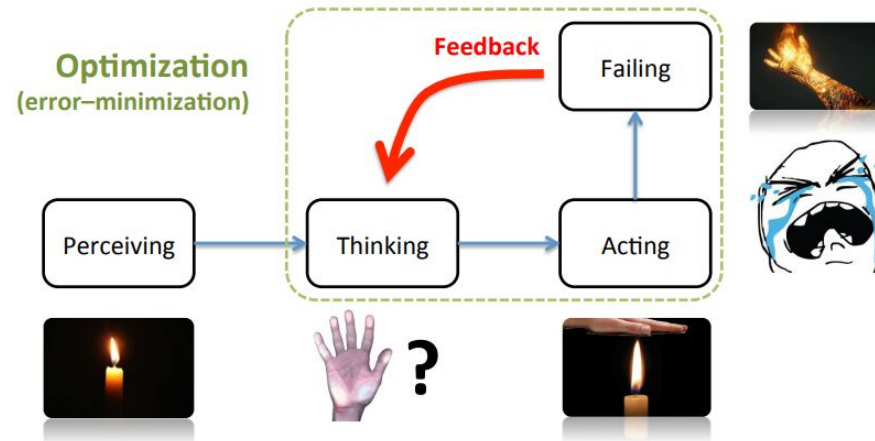 Optimization
(error–minimization)
Feedback
Failing
Perceiving
Thinking
Acting
?